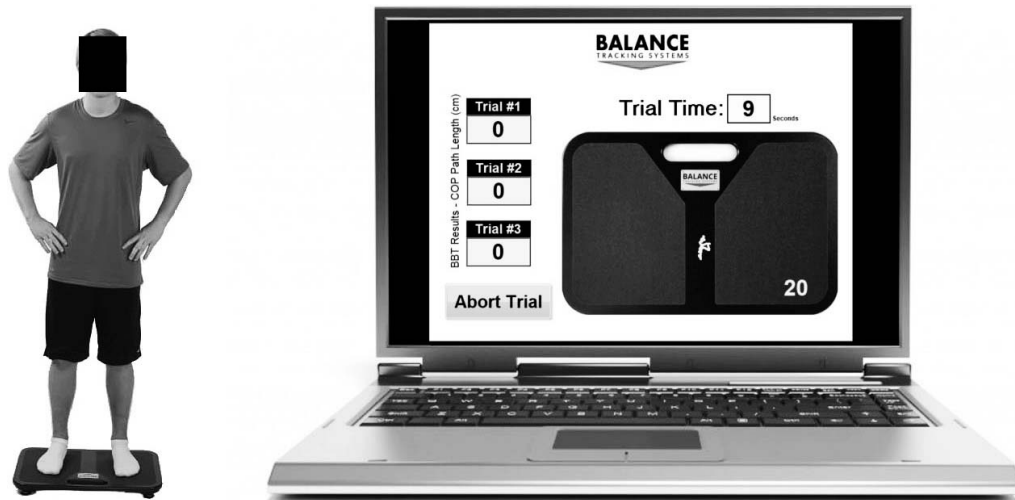 BALANCE
TRACKING SYSTEMS
BBT Results - COP Path Length (cm)
Trial #1
0
Trial #2
0
Trial #3
0
Abort Trial
Trial Time: 9 Seconds
BALANCE
20